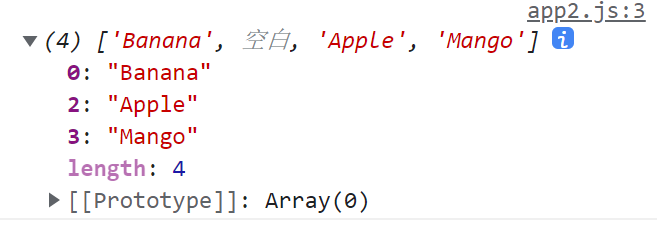 app2.js:3
▼ (4) ['Banana', 空白, 'Apple', 'Mango'] i
0: "Banana"
2: "Apple"
3: "Mango"
length: 4
▶ [[Prototype]]: Array(0)